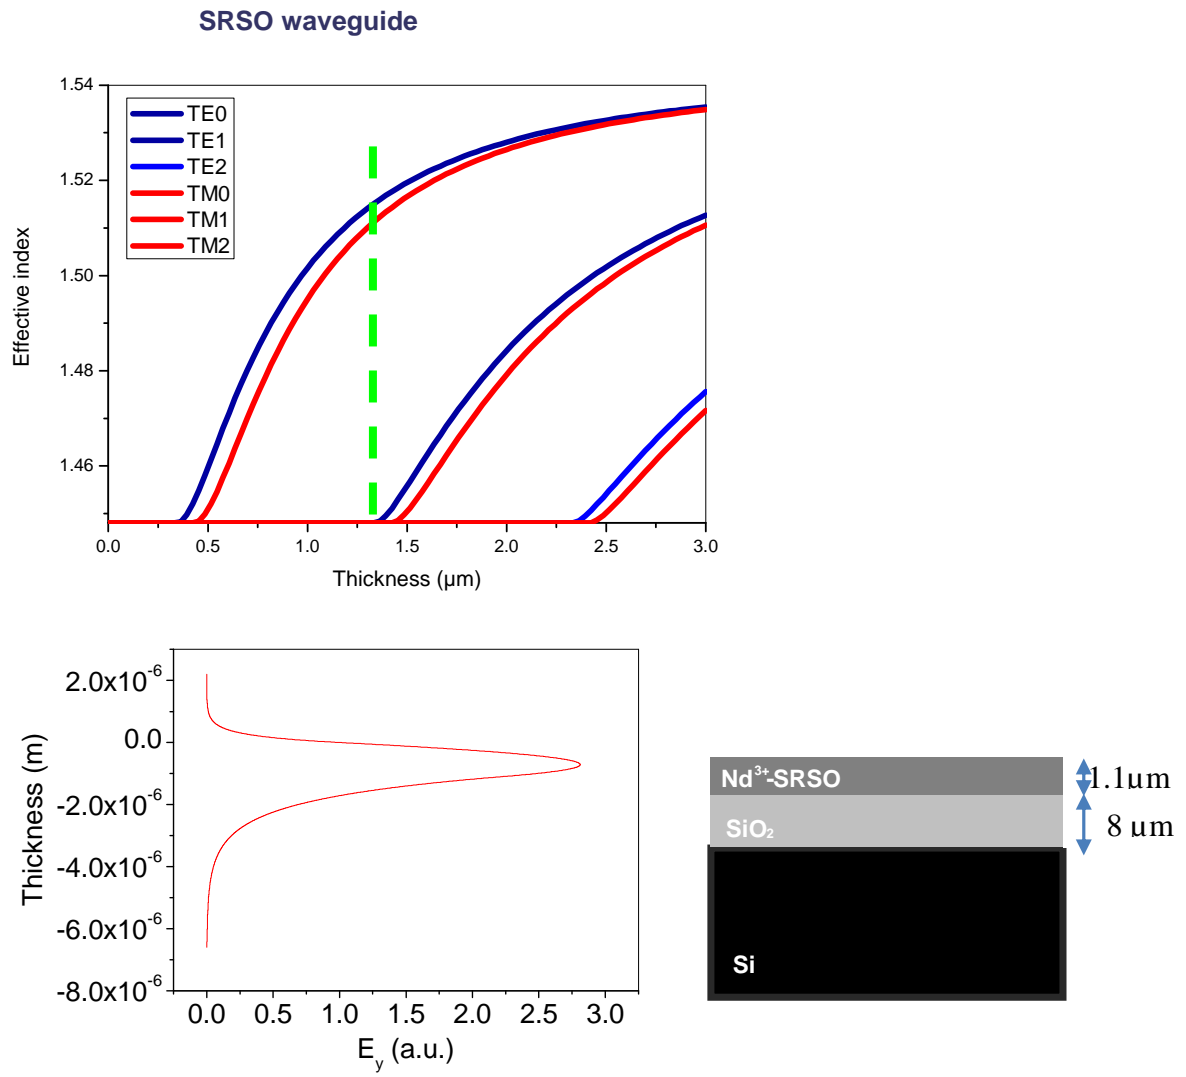 SRSO waveguide
1.54
1.52
1.50
1.48
1.46
Effective index
TE0
TE1
TE2
TM0
TM1
TM2
0.0 0.5 1.0 1.5 2.0 2.5 3.0
Thickness (µm)
2.0x10⁻⁶
0.0
-2.0x10⁻⁶
-4.0x10⁻⁶
-6.0x10⁻⁶
-8.0x10⁻⁶
Thickness (m)
0.0 0.5 1.0 1.5 2.0 2.5 3.0
E_y (a.u.)
Nd³⁺-SRSO
1.1µm
SiO₂
8 µm
Si